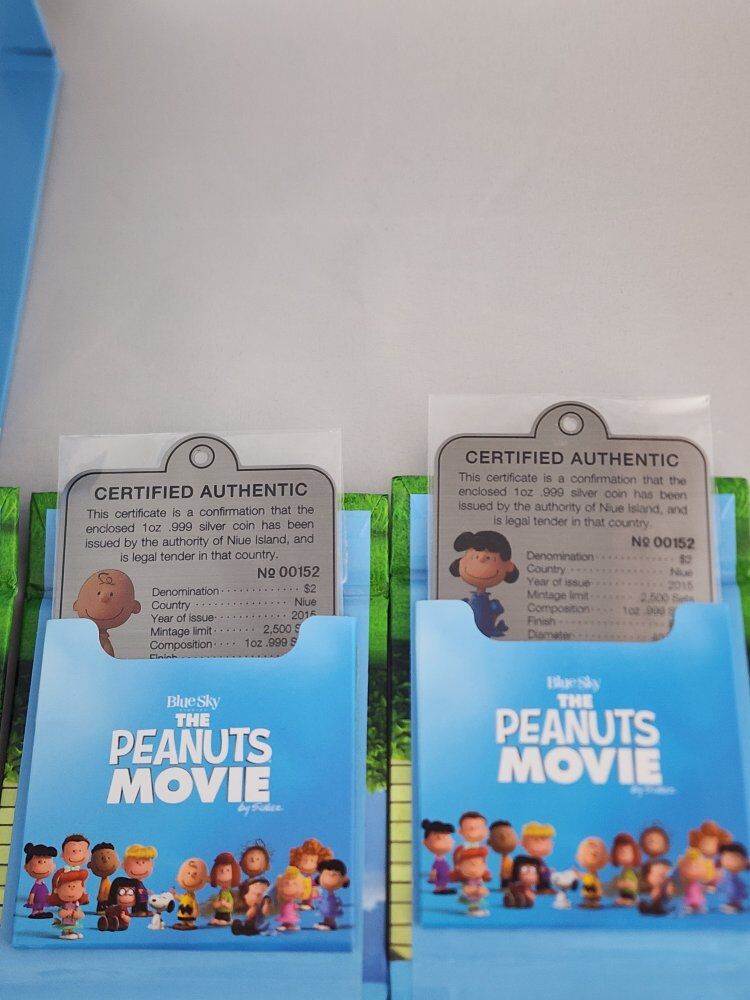 CERTIFIED AUTHENTIC
This certificate is a confirmation that the
enclosed 1oz .999 silver coin has been
issued by the authority of Niue Island, and
is legal tender in that country.
№ 00152
Denomination $2
Country Niue
Year of issue 2015
Mintage limit 2,500 S
Composition 1oz .999 S
Finish
Blue Sky
THE
PEANUTS
MOVIE
by Schulz
CERTIFIED AUTHENTIC
This certificate is a confirmation that the
enclosed 1oz .999 silver coin has been
issued by the authority of Niue Island, and
is legal tender in that country.
№ 00152
Denomination $2
Country Niue
Year of issue 2015
Mintage limit 2,500 Sets
Composition 1oz .999 S
Finish
Diameter
Blue Sky
THE
PEANUTS
MOVIE
by Schulz